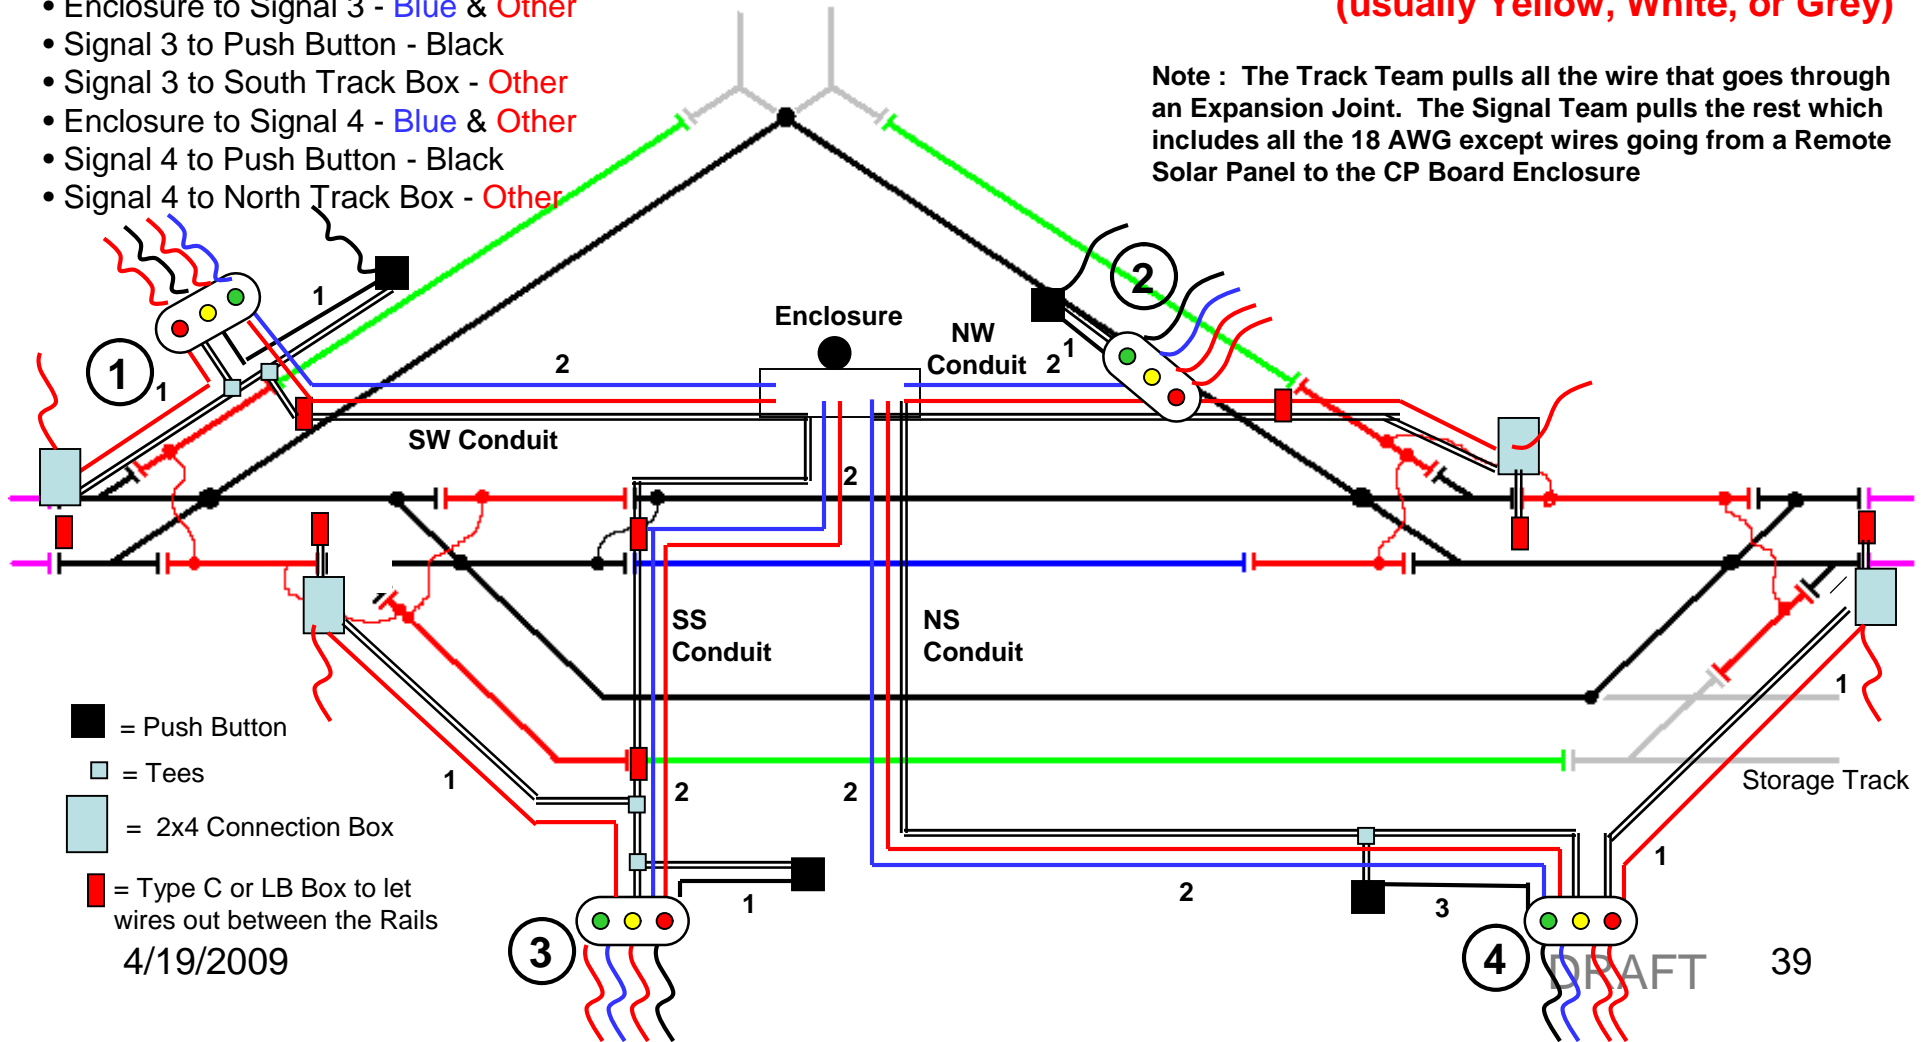 • Enclosure to Signal 3 - Blue & Other
• Signal 3 to Push Button - Black
• Signal 3 to South Track Box - Other
• Enclosure to Signal 4 - Blue & Other
• Signal 4 to Push Button - Black
• Signal 4 to North Track Box - Other
(usually Yellow, White, or Grey)
Note : The Track Team pulls all the wire that goes through
an Expansion Joint. The Signal Team pulls the rest which
includes all the 18 AWG except wires going from a Remote
Solar Panel to the CP Board Enclosure
1
2
Enclosure
NW
Conduit
2
1
1
1
2
SW Conduit
2
SS
Conduit
NS
Conduit
1
= Push Button
= Tees
1
2
2
Storage Track
= 2x4 Connection Box
1
= Type C or LB Box to let
wires out between the Rails
1
2
3
4/19/2009
3
4
DRAFT
39